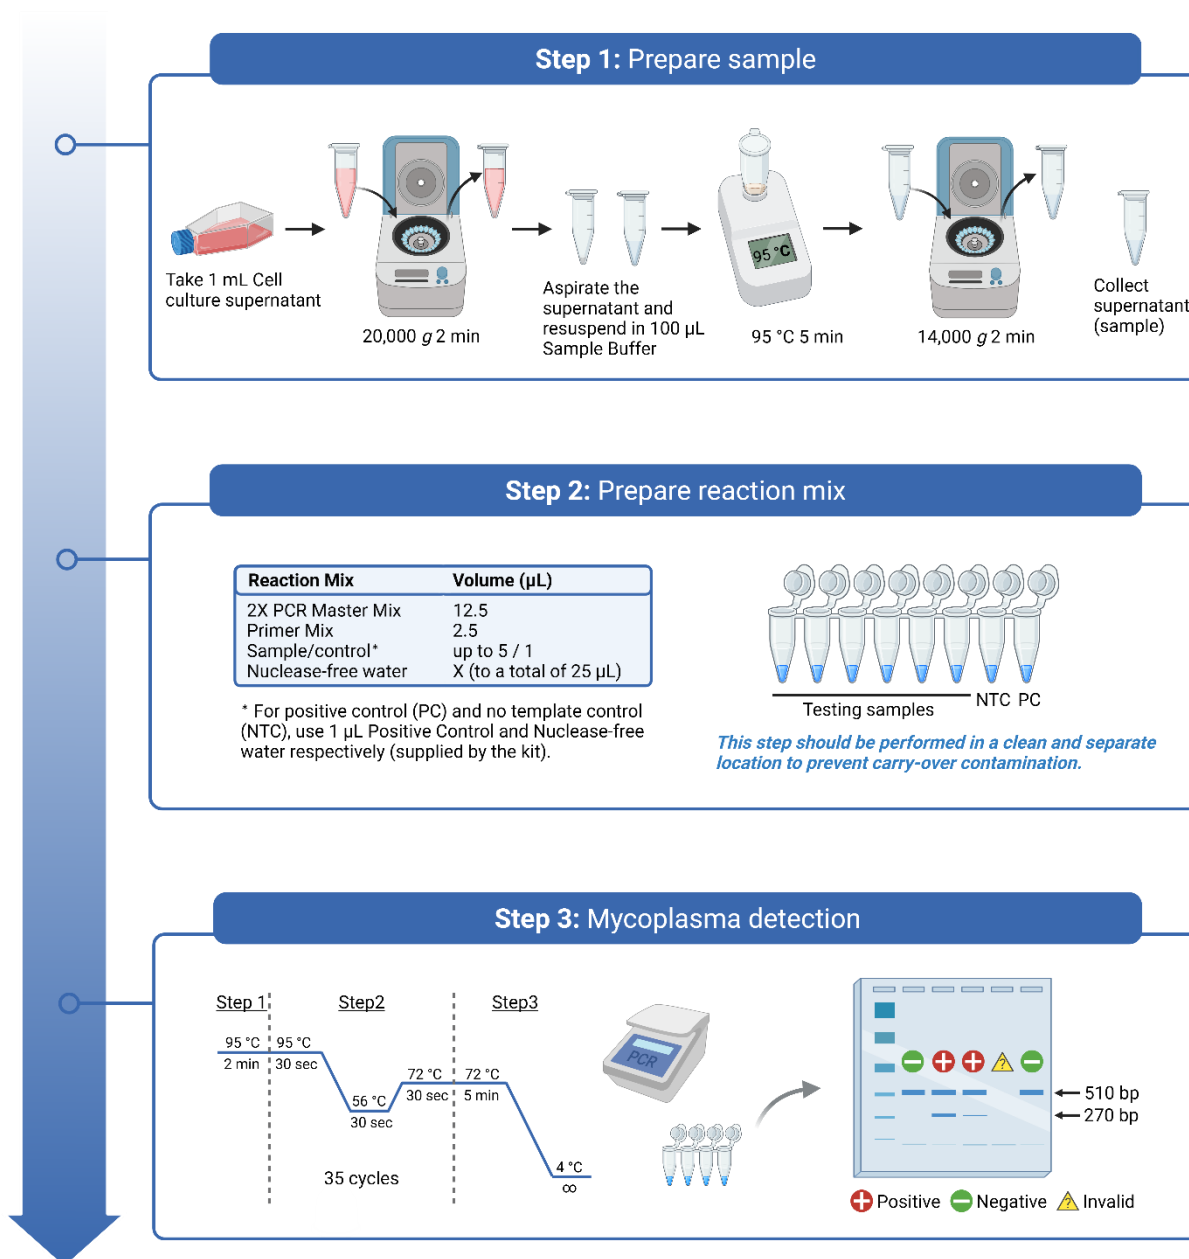 Step 1: Prepare sample
Take 1 mL Cell
culture supernatant
20,000 g 2 min
Aspirate the
supernatant and
resuspend in 100 µL
Sample Buffer
95 °C
95 °C 5 min
14,000 g 2 min
Collect
supernatant
(sample)
Step 2: Prepare reaction mix
Reaction Mix Volume (µL)
2X PCR Master Mix 12.5
Primer Mix 2.5
Sample/control* up to 5 / 1
Nuclease-free water X (to a total of 25 µL)
* For positive control (PC) and no template control
(NTC), use 1 µL Positive Control and Nuclease-free
water respectively (supplied by the kit).
Testing samples
NTC PC
This step should be performed in a clean and separate
location to prevent carry-over contamination.
Step 3: Mycoplasma detection
Step 1 Step2 Step3
95 °C 95 °C 72 °C 72 °C
2 min 30 sec 30 sec 5 min
56 °C
30 sec
35 cycles
4 °C
∞
PCR
?
510 bp
270 bp
Positive Negative ? Invalid